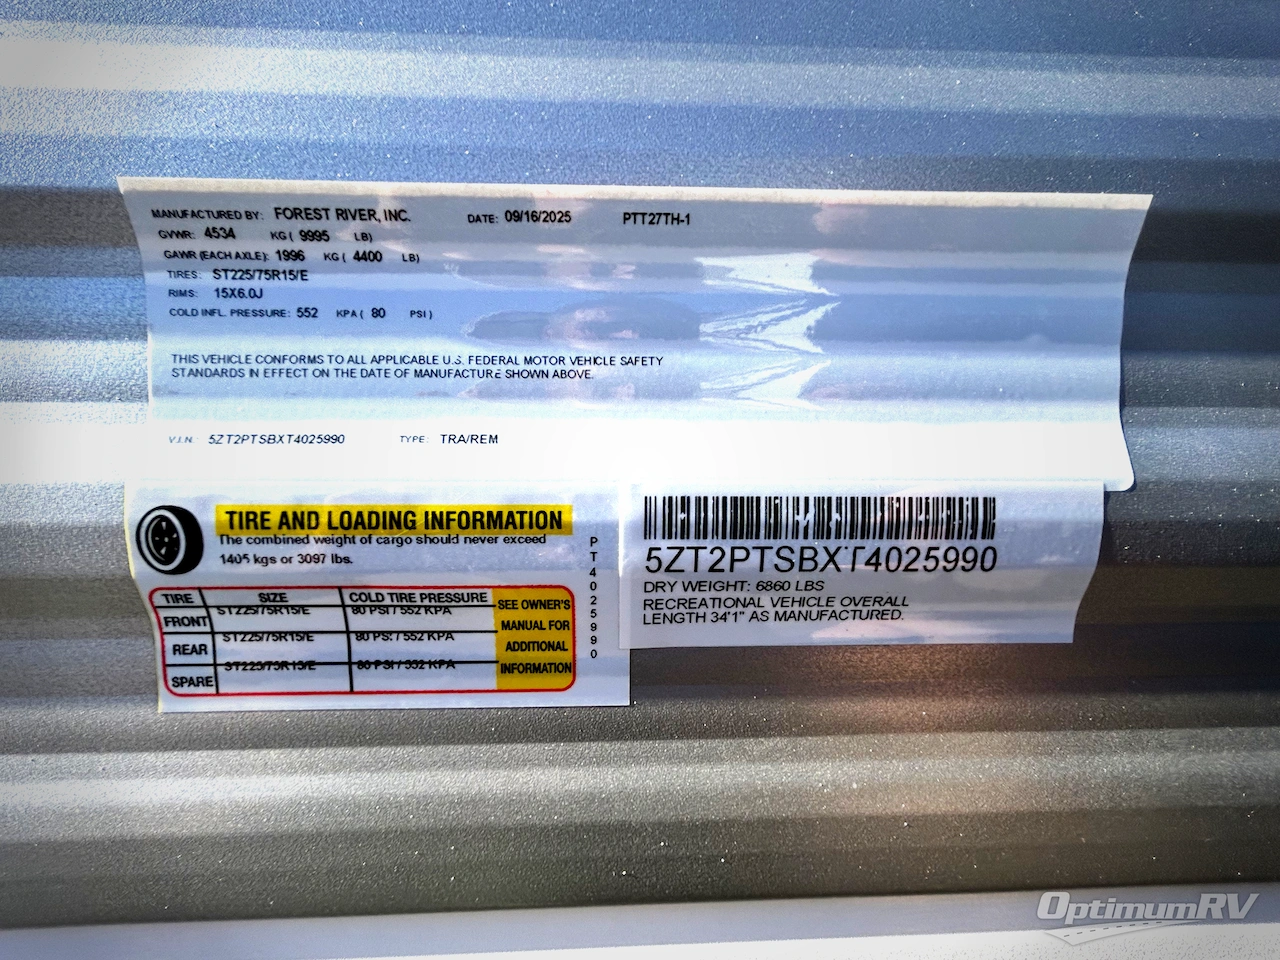 MANUFACTURED BY: FOREST RIVER, INC. DATE: 09/16/2025 PTT27TH-1
GVWR: 4534 KG ( 9995 LB)
GAWR (EACH AXLE): 1996 KG ( 4400 LB)
TIRES: ST225/75R15/E
RIMS: 15X6.0J
COLD INFL. PRESSURE: 552 KPA ( 80 PSI )
THIS VEHICLE CONFORMS TO ALL APPLICABLE U.S. FEDERAL MOTOR VEHICLE SAFETY
STANDARDS IN EFFECT ON THE DATE OF MANUFACTURE SHOWN ABOVE.
V.I.N.: 5ZT2PTSBXT4025990 TYPE: TRA/REM
TIRE AND LOADING INFORMATION
The combined weight of cargo should never exceed
1405 kgs or 3097 lbs.
TIRE SIZE COLD TIRE PRESSURE
FRONT ST225/75R15/E 80 PSI / 552 KPA
REAR ST225/75R15/E 80 PSI / 552 KPA
SPARE ST225/75R15/E 80 PSI / 552 KPA
SEE OWNER'S
MANUAL FOR
ADDITIONAL
INFORMATION
PT4025990
5ZT2PTSBXT4025990
DRY WEIGHT: 6860 LBS
RECREATIONAL VEHICLE OVERALL
LENGTH 34'1" AS MANUFACTURED.
OptimumRV